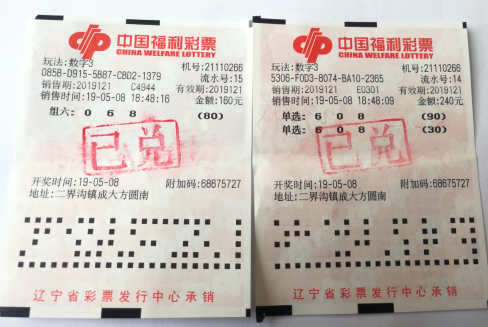 中国福利彩票
CHINA WELFARE LOTTERY
玩法:数字3 机号:21110266
085B-D915-5B87-CBD2-1379 流水号:15
销售期:2019121 C4944 有效期:2019121
销售时间:19-05-08 18:48:16 金额:160元
组六: 0 6 8 (80)
已兑
开奖时间:19-05-08 附加码:68675727
地址:二界沟镇成大方圆南
辽宁省彩票发行中心承销
中国福利彩票
CHINA WELFARE LOTTERY
玩法:数字3 机号:21110266
5306-F0D3-8074-BA10-2365 流水号:14
销售期:2019121 E0301 有效期:2019121
销售时间:19-05-08 18:48:09 金额:240元
单选: 6 0 8 (90)
单选: 6 0 8 (30)
已兑
开奖时间:19-05-08 附加码:68675727
地址:二界沟镇成大方圆南
辽宁省彩票发行中心承销